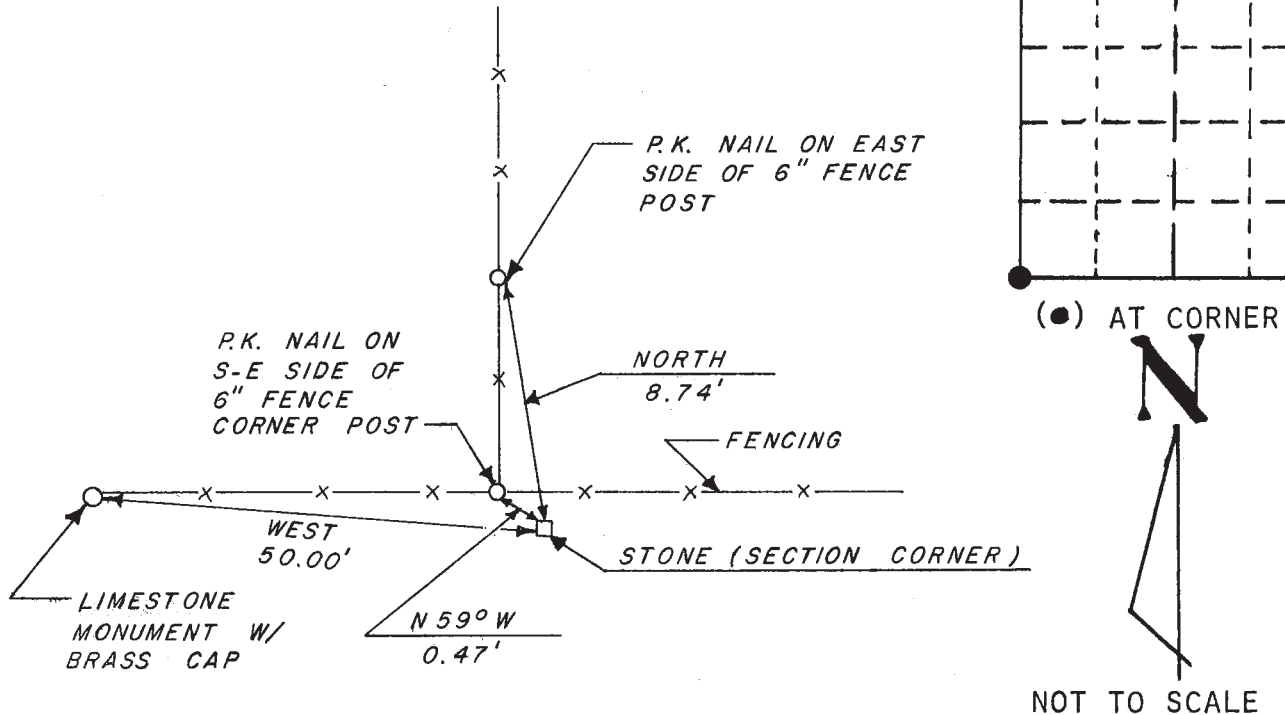 P.K. NAIL ON EAST
SIDE OF 6" FENCE
POST
(●) AT CORNER
N
P.K. NAIL ON
S-E SIDE OF
6" FENCE
CORNER POST
NORTH
8.74'
FENCING
WEST
50.00'
STONE (SECTION CORNER)
LIMESTONE
MONUMENT W/
BRASS CAP
N 59° W
0.47'
NOT TO SCALE